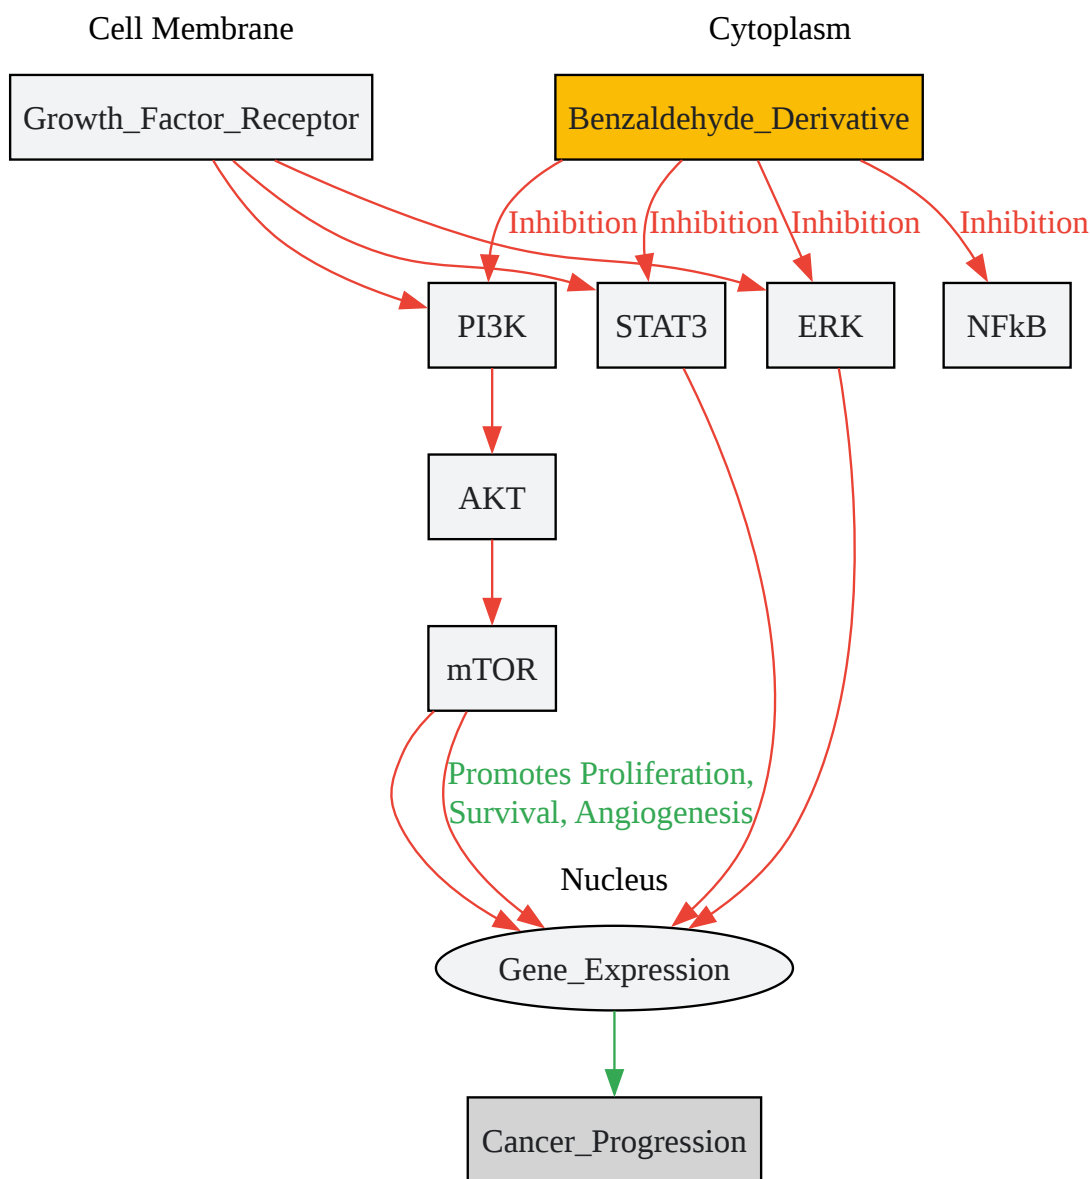 Cell Membrane
Cytoplasm
Growth_Factor_Receptor
Benzaldehyde_Derivative
Inhibition
Inhibition
Inhibition
Inhibition
PI3K
STAT3
ERK
NFkB
AKT
mTOR
Promotes Proliferation,
Survival, Angiogenesis
Nucleus
Gene_Expression
Cancer_Progression